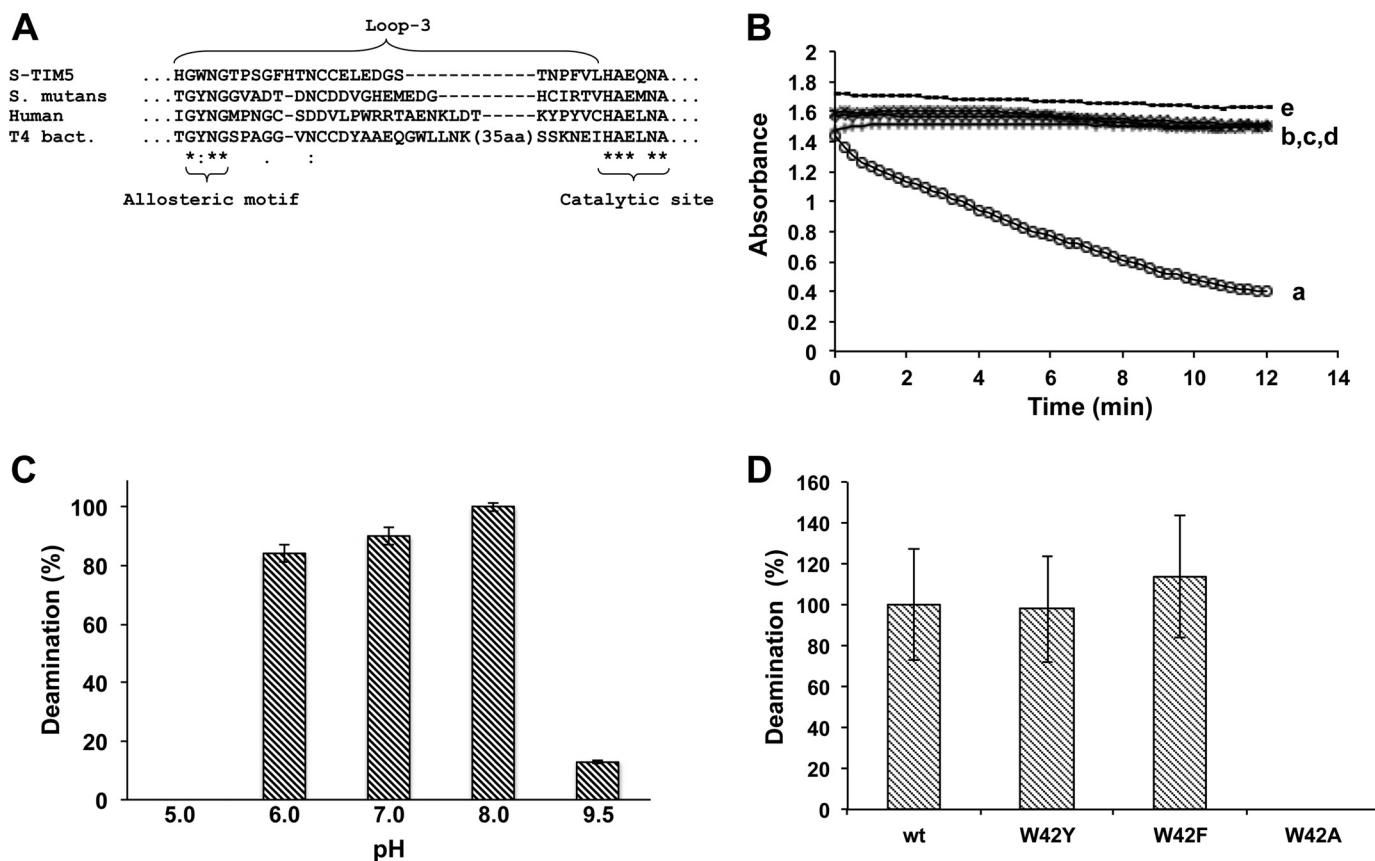 A
Loop-3
S-TIM5 ...HGWNGTPSGFHTNCCELEDGS-------------TNPFVLHAEQNA...
S. mutans ...TGYNGGVADT-DNCDDVGHEMEDG----------HCIRTVHAEMNA...
Human ...IGYNGMPNGC-SDDVLPWRRTAENKLDT-----KYPYVCHAELNA...
T4 bact. ...TGYNGSPAGG-VNCCDYAAEQGWLLNK(35aa)SSKNEIHAELNA...
*:** . : *** **
Allosteric motif Catalytic site
B
Absorbance
1.8
1.6
1.4
1.2
1
0.8
0.6
0.4
0.2
0
0 2 4 6 8 10 12 14
Time (min)
e
b,c,d
a
C
Deamination (%)
100
80
60
40
20
0
5.0 6.0 7.0 8.0 9.5
pH
D
Deamination (%)
160
140
120
100
80
60
40
20
0
wt W42Y W42F W42A